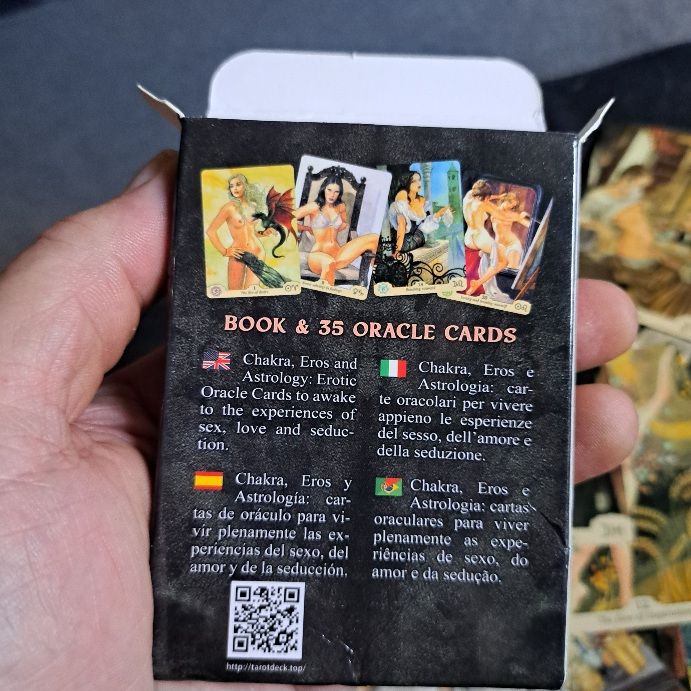 BOOK & 35 ORACLE CARDS
Chakra, Eros and
Astrology: Erotic
Oracle Cards to awake
to the experiences of
sex, love and seduc-
tion.
Chakra, Eros e
Astrologia: car-
te oracolari per vivere
appieno le esperienze
del sesso, dell'amore e
della seduzione.
Chakra, Eros y
Astrología: car-
tas de oráculo para vi-
vir plenamente las ex-
periencias del sexo, del
amor y de la seducción.
Chakra, Eros e
Astrologia: cartas
oraculares para viver
plenamente as expe-
riências de sexo, do
amor e da sedução.
http://tarotdeck.top/